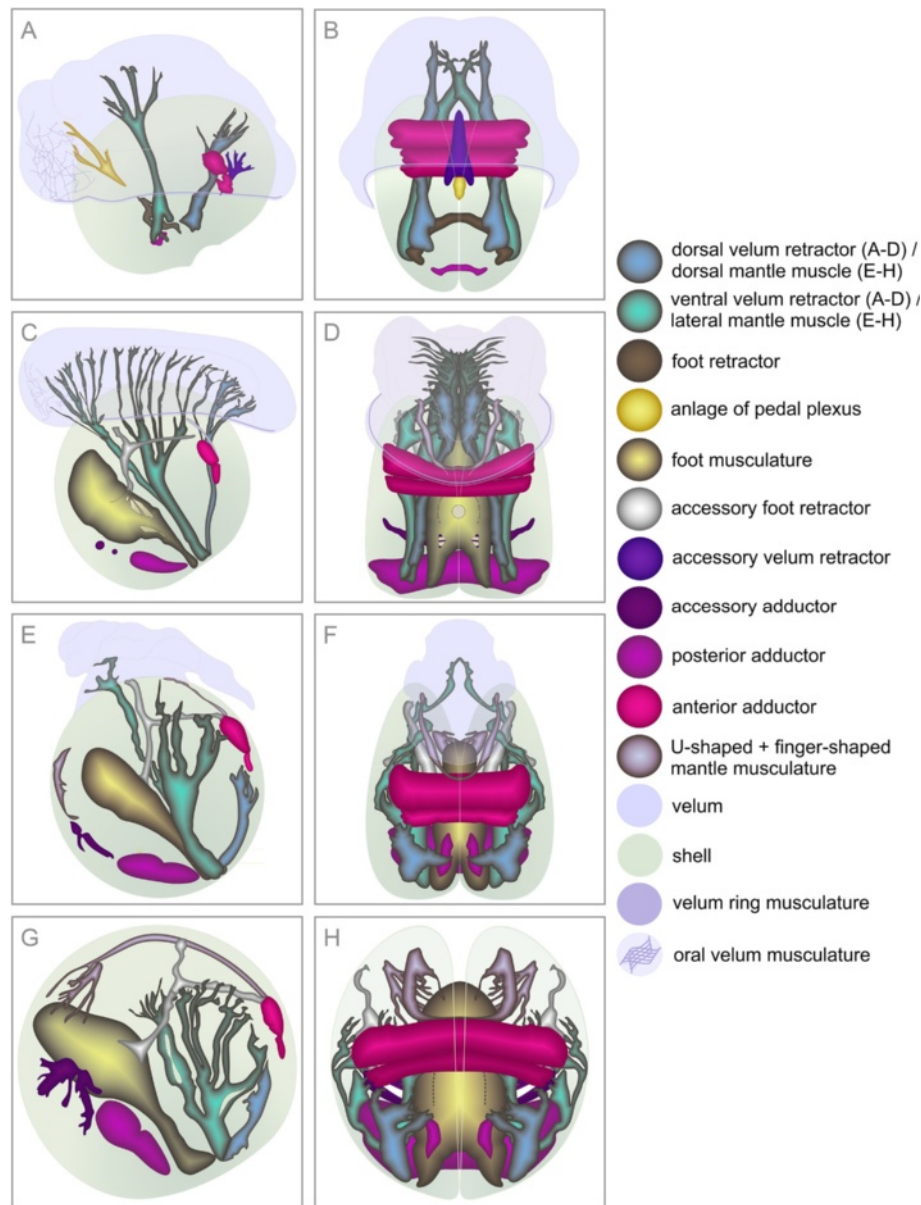 A
B
C
D
E
F
G
H
dorsal velum retractor (A-D) /
dorsal mantle muscle (E-H)
ventral velum retractor (A-D) /
lateral mantle muscle (E-H)
foot retractor
anlage of pedal plexus
foot musculature
accessory foot retractor
accessory velum retractor
accessory adductor
posterior adductor
anterior adductor
U-shaped + finger-shaped
mantle musculature
velum
shell
velum ring musculature
oral velum musculature